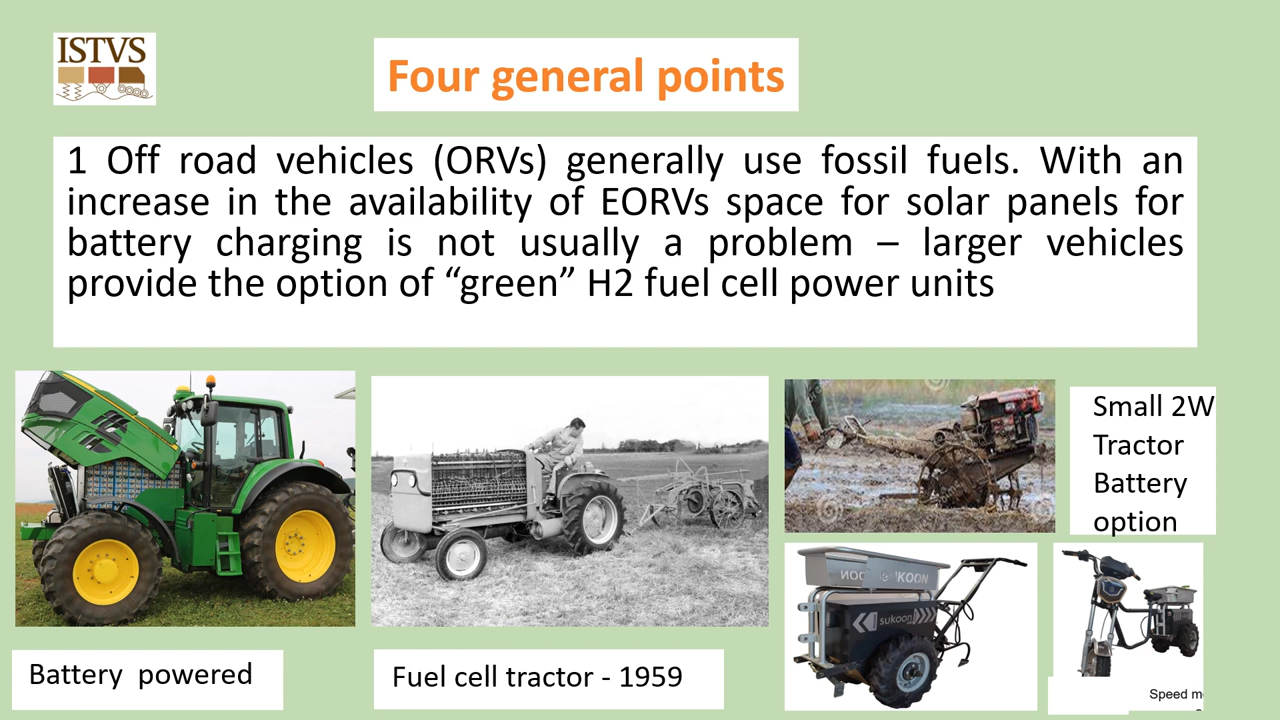 ISTVS
Four general points
1 Off road vehicles (ORVs) generally use fossil fuels. With an
increase in the availability of EORVs space for solar panels for
battery charging is not usually a problem – larger vehicles
provide the option of “green” H2 fuel cell power units
Small 2W
Tractor
Battery
option
sukoon
Battery  powered
Fuel cell tractor - 1959
Speed